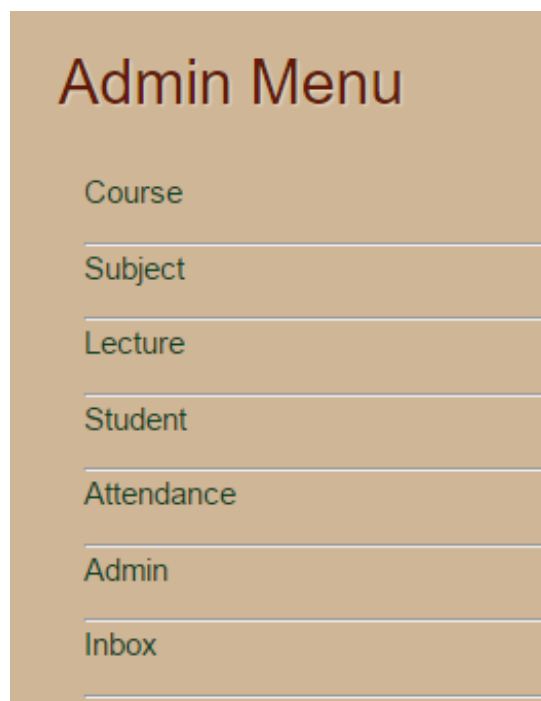 Admin Menu
Course
Subject
Lecture
Student
Attendance
Admin
Inbox